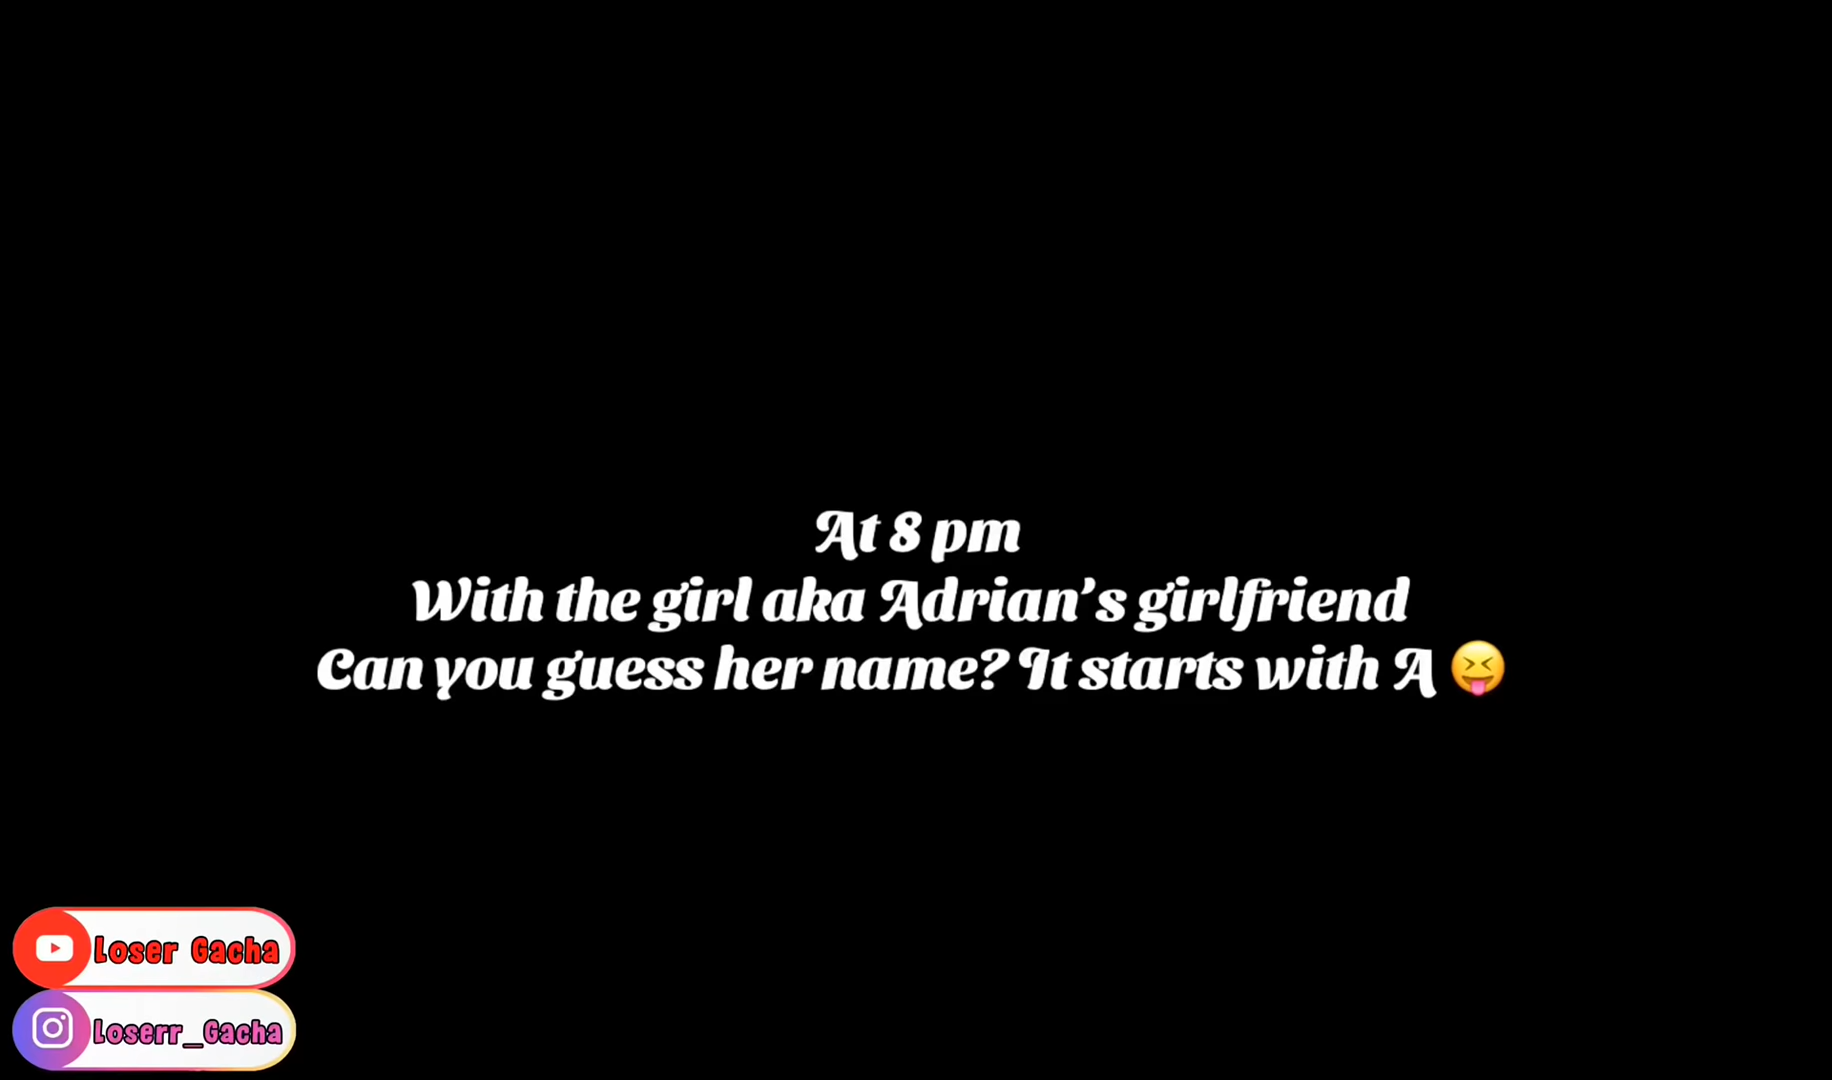 At 8 pm
With the girl aka Adrian's girlfriend
Can you guess her name? It starts with A 😝
Loser Gacha
Loserr_Gacha